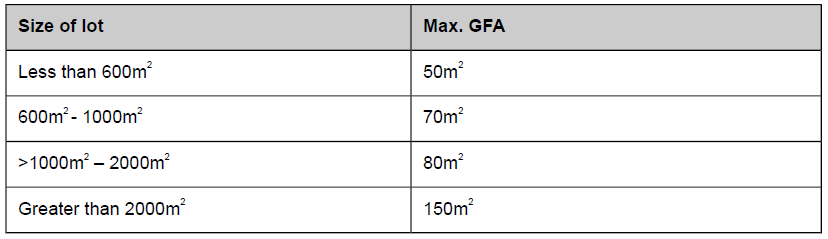 Size of lot Max. GFA
Less than 600m² 50m²
600m² - 1000m² 70m²
>1000m² – 2000m² 80m²
Greater than 2000m² 150m²